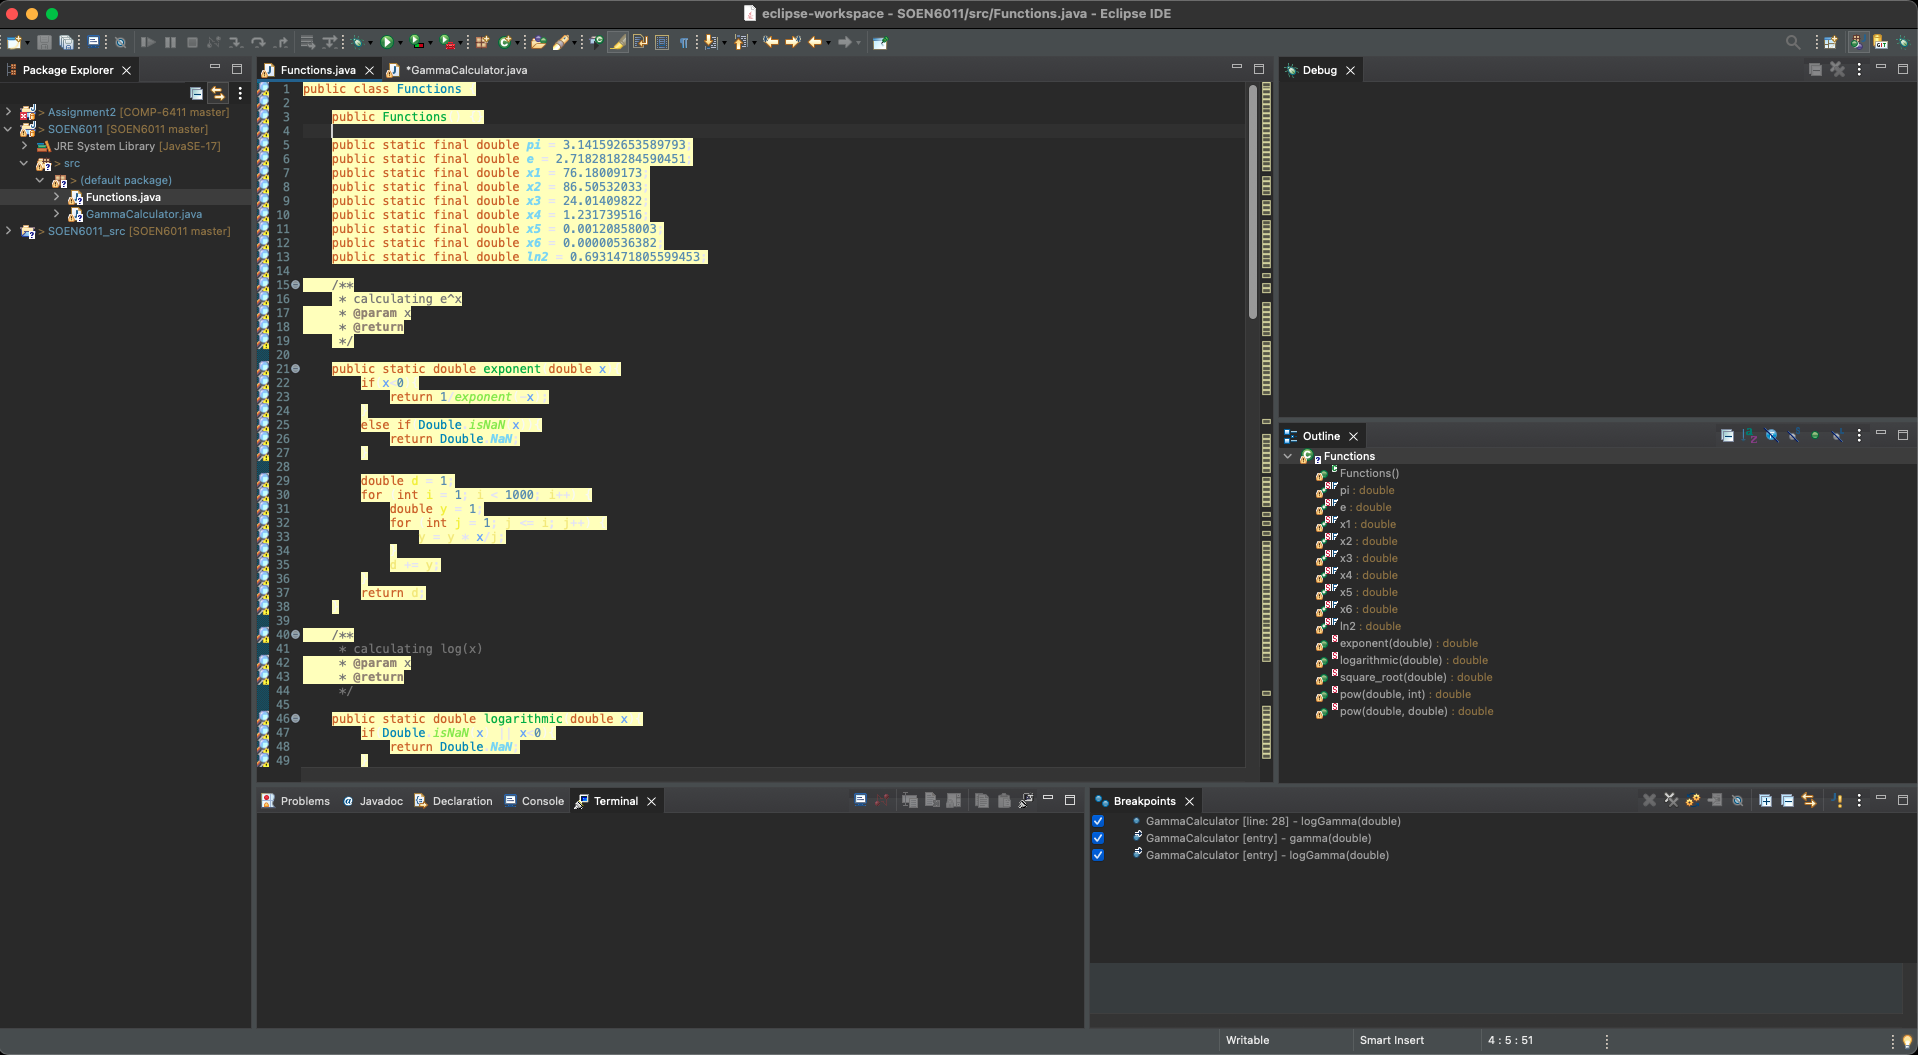 eclipse-workspace - SOEN6011/src/Functions.java - Eclipse IDE
Package Explorer
> Assignment2 [COMP-6411 master]
> SOEN6011 [SOEN6011 master]
JRE System Library [JavaSE-17]
> src
> (default package)
Functions.java
GammaCalculator.java
> SOEN6011_src [SOEN6011 master]
Functions.java
*GammaCalculator.java
1 public class Functions
2
3 public Functions
4
5 public static final double pi = 3.141592653589793;
6 public static final double e = 2.7182818284590451;
7 public static final double x1 = 76.18009173;
8 public static final double x2 = 86.50532033;
9 public static final double x3 = 24.01409822;
10 public static final double x4 = 1.231739516;
11 public static final double x5 = 0.00120858003;
12 public static final double x6 = 0.00000536382;
13 public static final double ln2 = 0.6931471805599453;
14
15 /**
16 * calculating e^x
17 * @param x
18 * @return
19 */
20
21 public static double exponent double x
22 if x<0
23 return 1/exponent -x ;
24
25 else if Double.isNaN x
26 return Double.NaN;
27
28
29 double d = 1;
30 for int i = 1; i < 1000; i++
31 double y = 1;
32 for int j = 1; j <= i; j++
33 y = y * x/j;
34
35 d += y;
36
37 return d;
38
39
40 /**
41 * calculating log(x)
42 * @param x
43 * @return
44 */
45
46 public static double logarithmic double x
47 if Double.isNaN x || x<0
48 return Double.NaN;
49
Debug
Outline
Functions
Functions()
pi : double
e : double
x1 : double
x2 : double
x3 : double
x4 : double
x5 : double
x6 : double
ln2 : double
exponent(double) : double
logarithmic(double) : double
square_root(double) : double
pow(double, int) : double
pow(double, double) : double
Problems
Javadoc
Declaration
Console
Terminal
Breakpoints
GammaCalculator [line: 28] - logGamma(double)
GammaCalculator [entry] - gamma(double)
GammaCalculator [entry] - logGamma(double)
Writable
Smart Insert
4 : 5 : 51